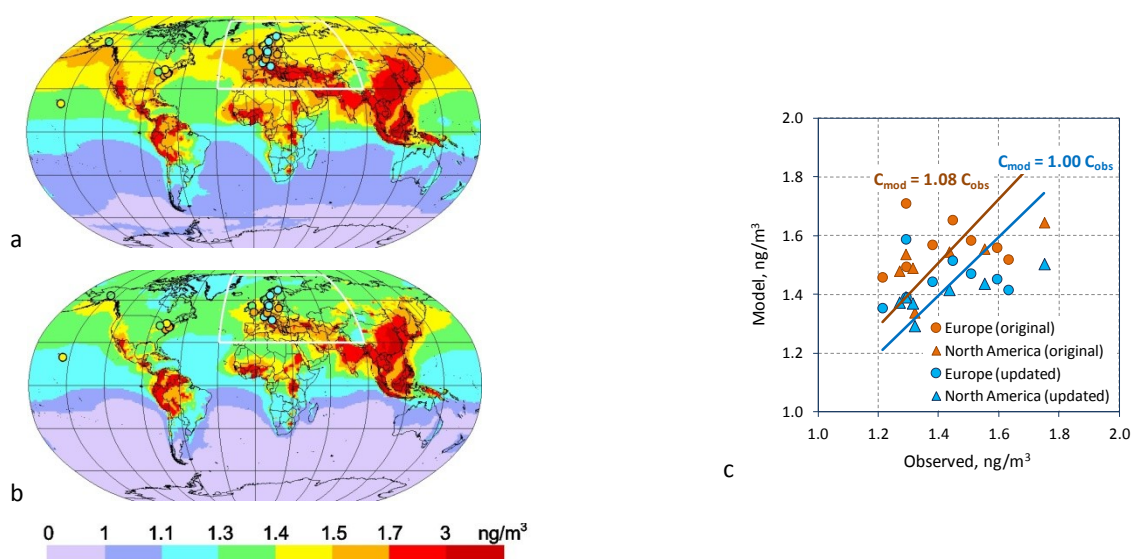 a
b
0 1 1.1 1.3 1.4 1.5 1.7 3 ng/m³
2.0
1.8
1.6
1.4
1.2
1.0
Model, ng/m³
C_mod = 1.08 C_obs
C_mod = 1.00 C_obs
Europe (original)
North America (original)
Europe (updated)
North America (updated)
1.0 1.2 1.4 1.6 1.8 2.0
Observed, ng/m³
c